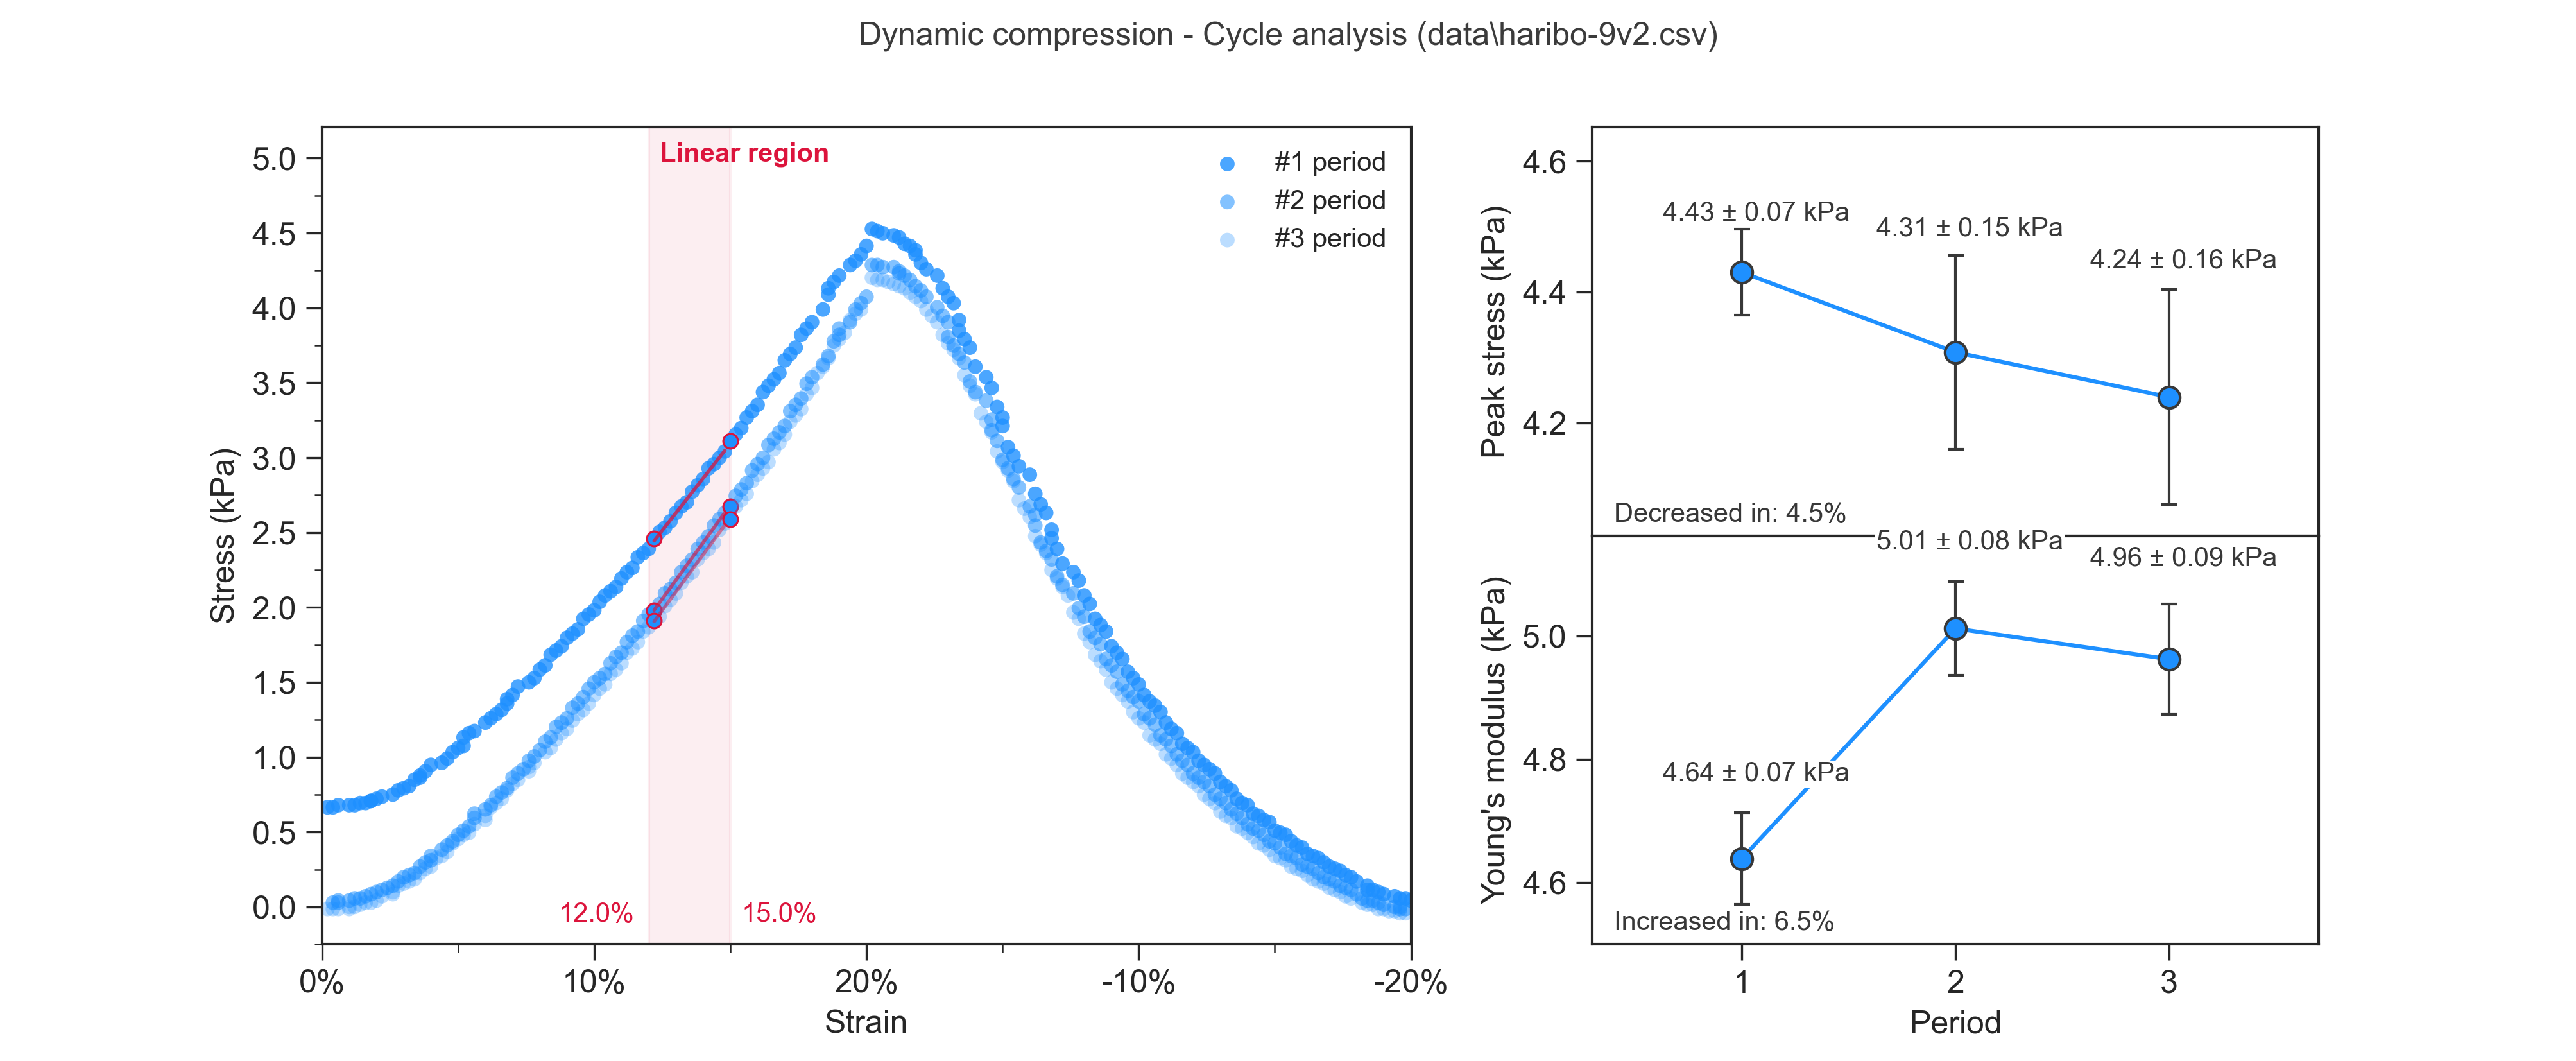 Dynamic compression - Cycle analysis (data\haribo-9v2.csv)
Stress (kPa)
5.0
4.5
4.0
3.5
3.0
2.5
2.0
1.5
1.0
0.5
0.0
Linear region
#1 period
#2 period
#3 period
12.0%
15.0%
0%
10%
20%
-10%
-20%
Strain
Peak stress (kPa)
4.6
4.4
4.2
4.43 ± 0.07 kPa
4.31 ± 0.15 kPa
4.24 ± 0.16 kPa
Decreased in: 4.5%
Young's modulus (kPa)
5.0
4.8
4.6
5.01 ± 0.08 kPa
4.96 ± 0.09 kPa
4.64 ± 0.07 kPa
Increased in: 6.5%
1
2
3
Period